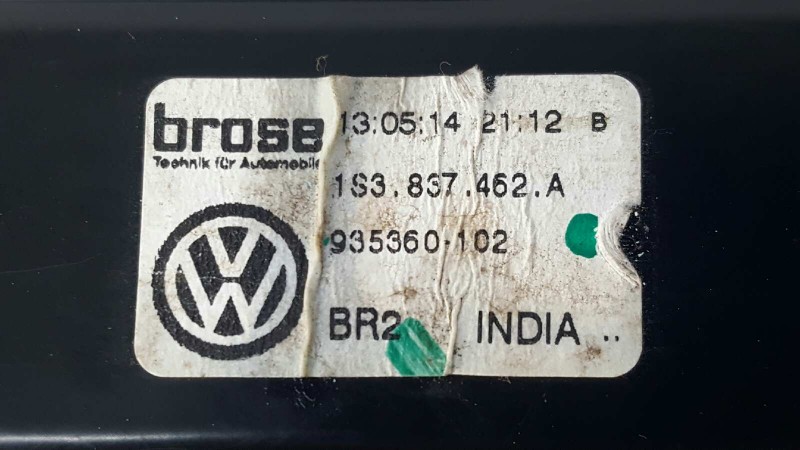 brose 13:05:14 21:12 B
Technik für Automobile
1S3.837.462.A
935360-102
BR2 INDIA ..